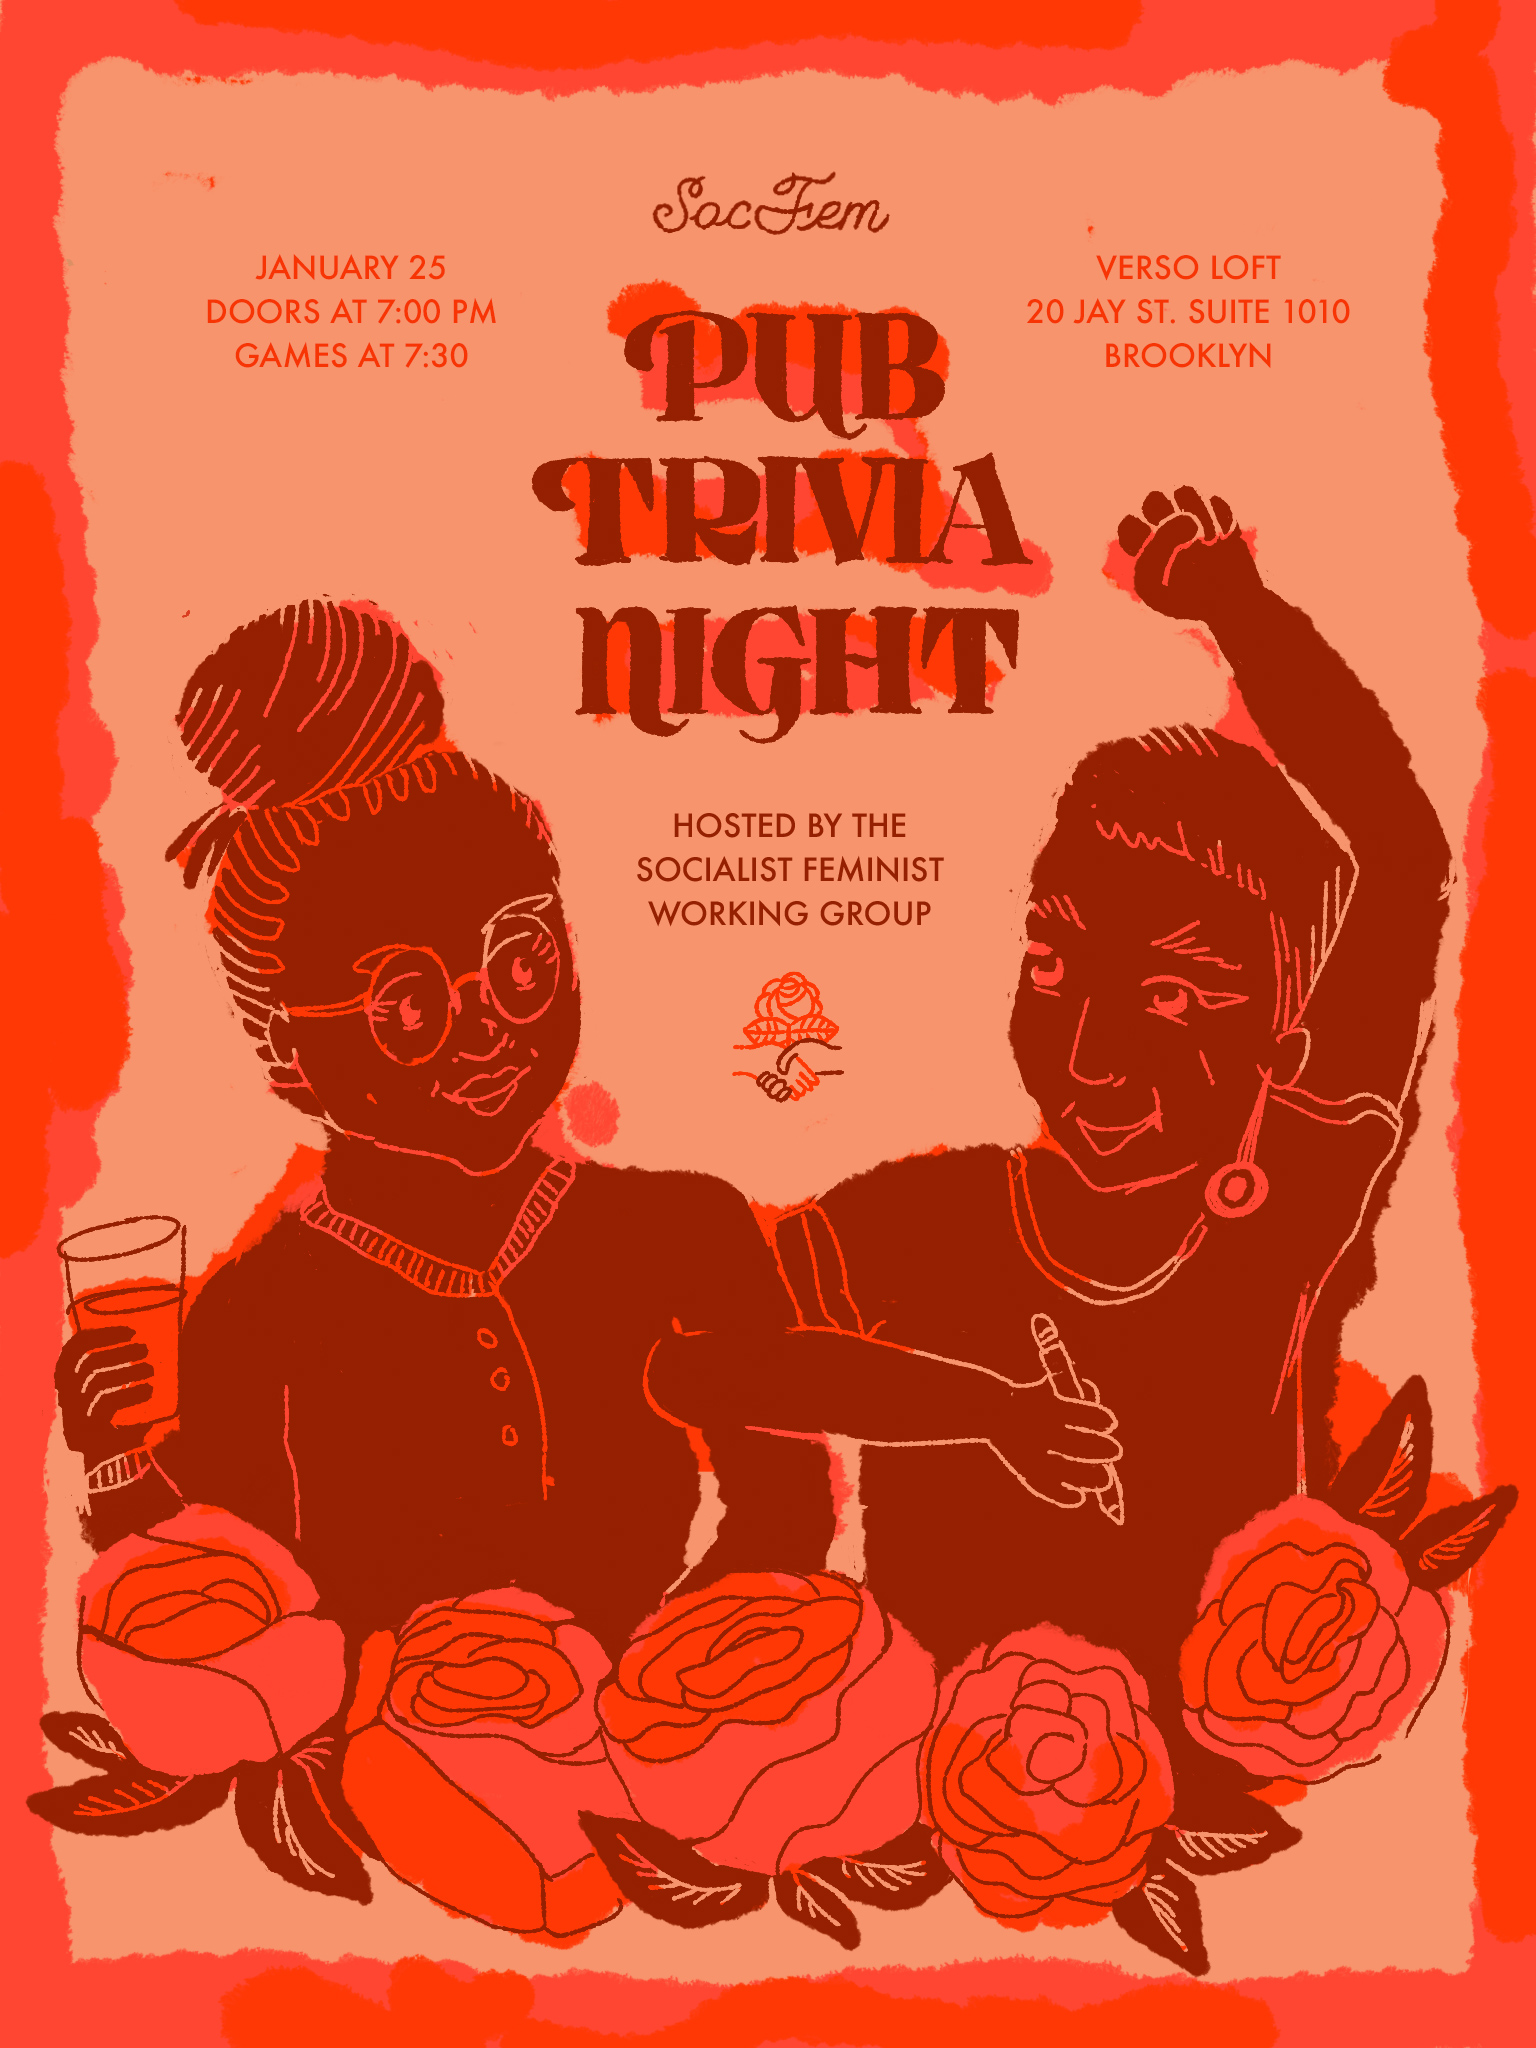 SocFem
JANUARY 25
DOORS AT 7:00 PM
GAMES AT 7:30
VERSO LOFT
20 JAY ST. SUITE 1010
BROOKLYN
PUB
TRIVIA
NIGHT
HOSTED BY THE
SOCIALIST FEMINIST
WORKING GROUP